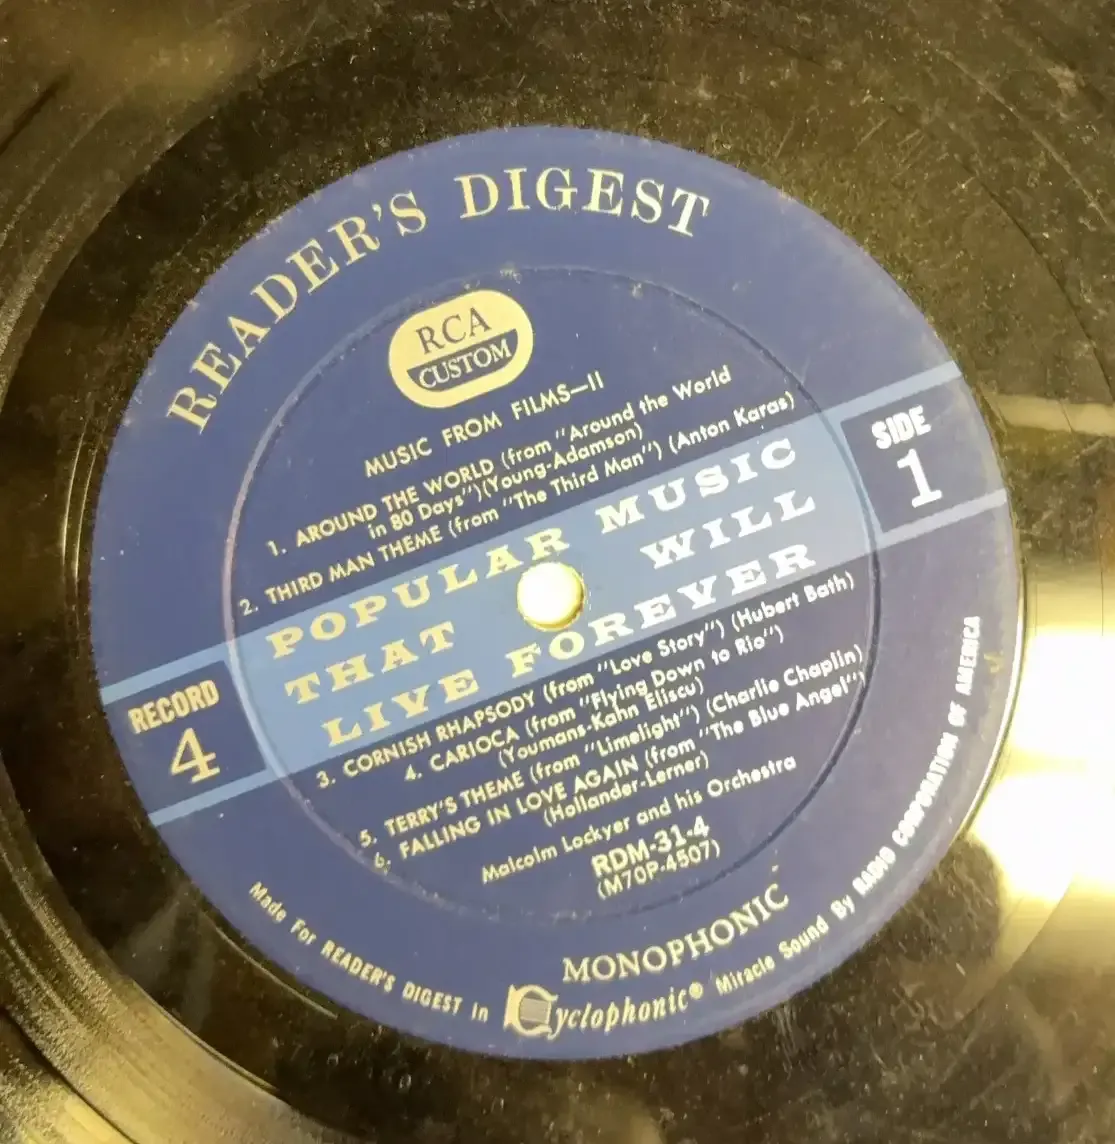 READER'S DIGEST
RCA
CUSTOM
MUSIC FROM FILMS—II
1. AROUND THE WORLD (from "Around the World
in 80 Days") (Young-Adamson)
2. THIRD MAN THEME (from "The Third Man") (Anton Karas)
SIDE
1
POPULAR MUSIC
THAT WILL
LIVE FOREVER
RECORD
4
3. CORNISH RHAPSODY (from "Love Story") (Hubert Bath)
4. CARIOCA (from "Flying Down to Rio")
(Youmans-Kahn Eliscu)
5. TERRY'S THEME (from "Limelight") (Charlie Chaplin)
6. FALLING IN LOVE AGAIN (from "The Blue Angel")
(Hollander-Lerner)
Malcolm Lockyer and his Orchestra
RDM-31-4
(M70P-4507)
MONOPHONIC
Made For READER'S DIGEST in Cyclophonic® Miracle Sound By RADIO CORPORATION OF AMERICA